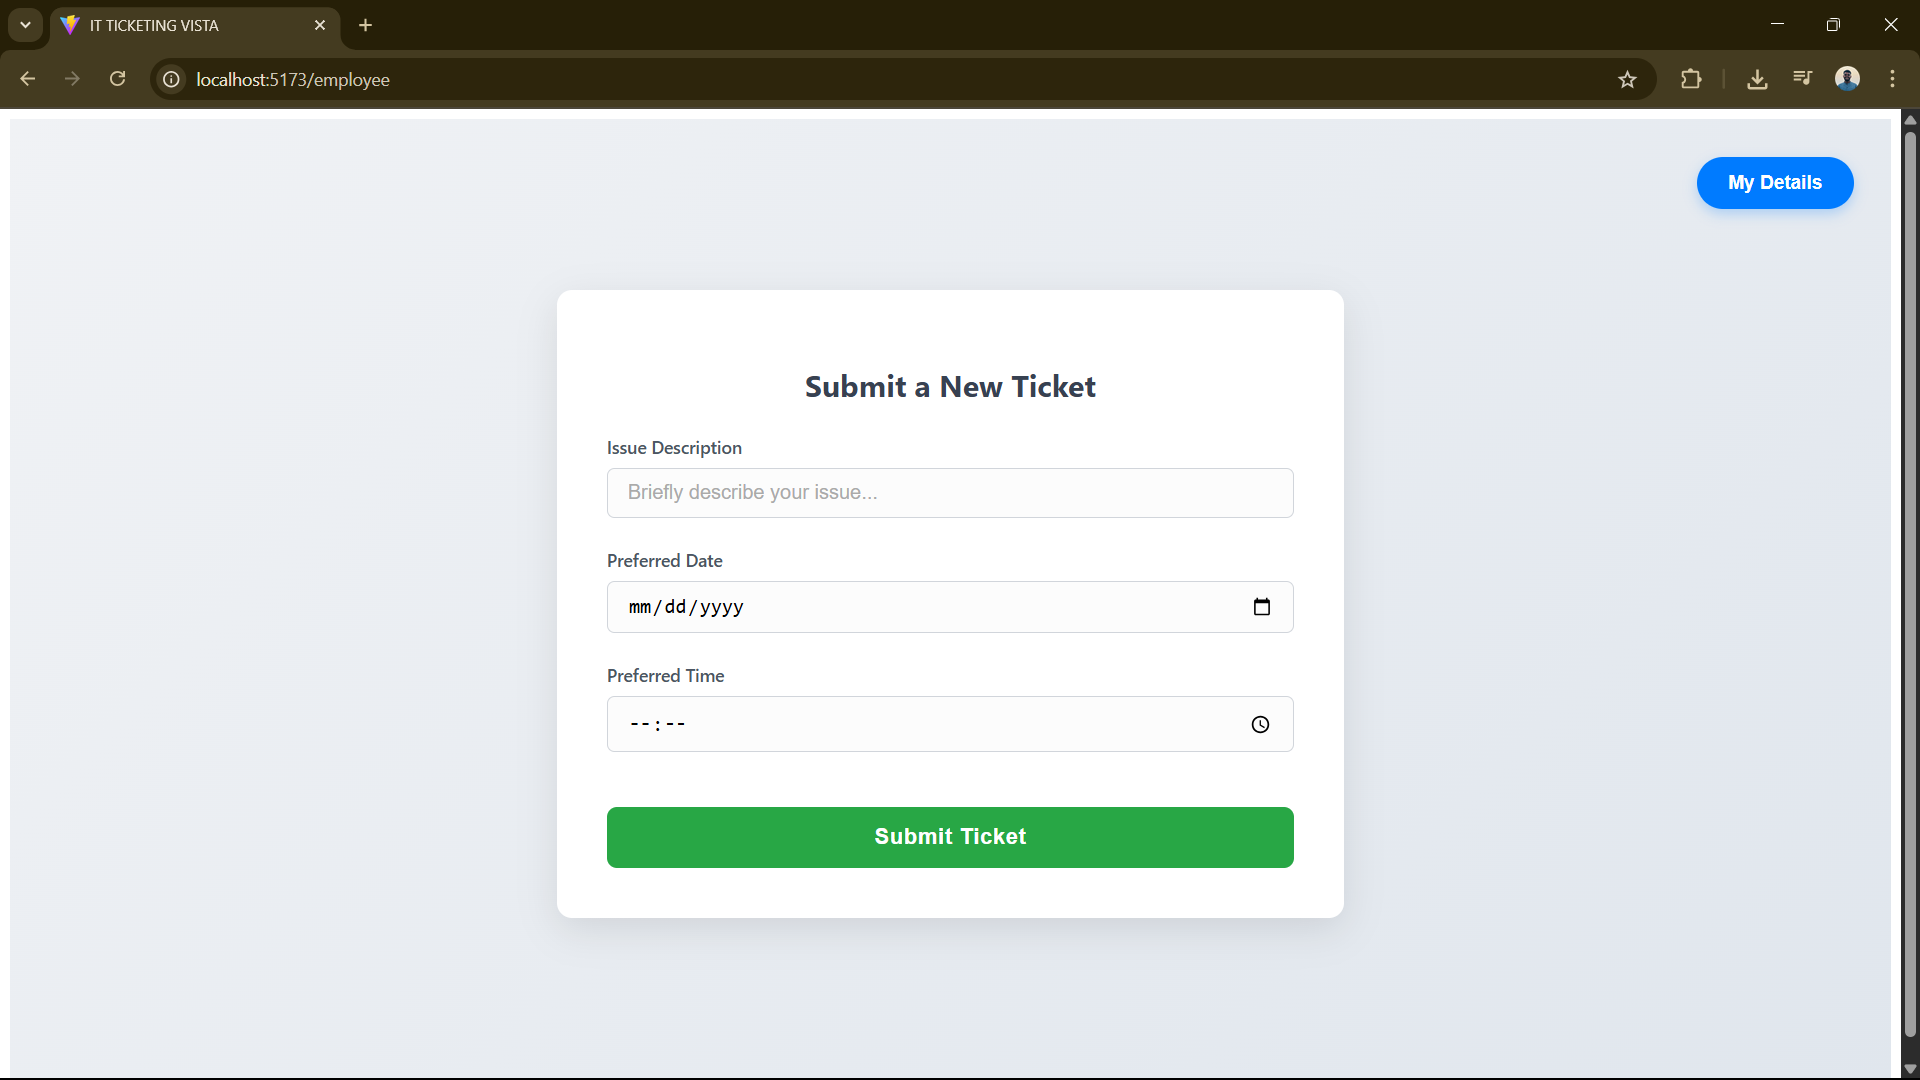 IT TICKETING VISTA
localhost:5173/employee
My Details
Submit a New Ticket
Issue Description
Briefly describe your issue...
Preferred Date
mm/dd/yyyy
Preferred Time
--:--
Submit Ticket